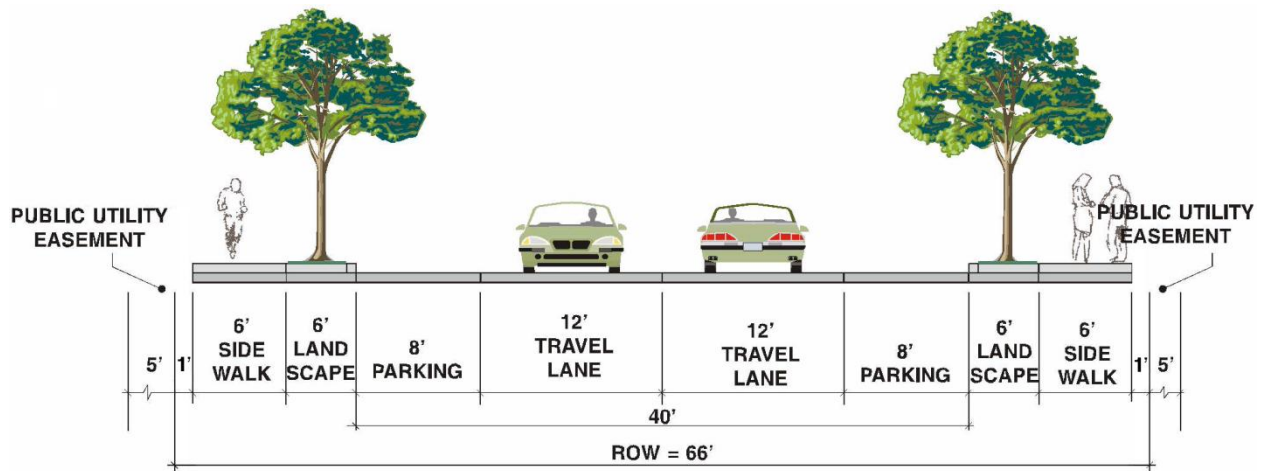 PUBLIC UTILITY
EASEMENT
PUBLIC UTILITY
EASEMENT
5'
1'
6'
SIDE
WALK
6'
LAND
SCAPE
8'
PARKING
12'
TRAVEL
LANE
12'
TRAVEL
LANE
8'
PARKING
6'
LAND
SCAPE
6'
SIDE
WALK
1'
5'
40'
ROW = 66'